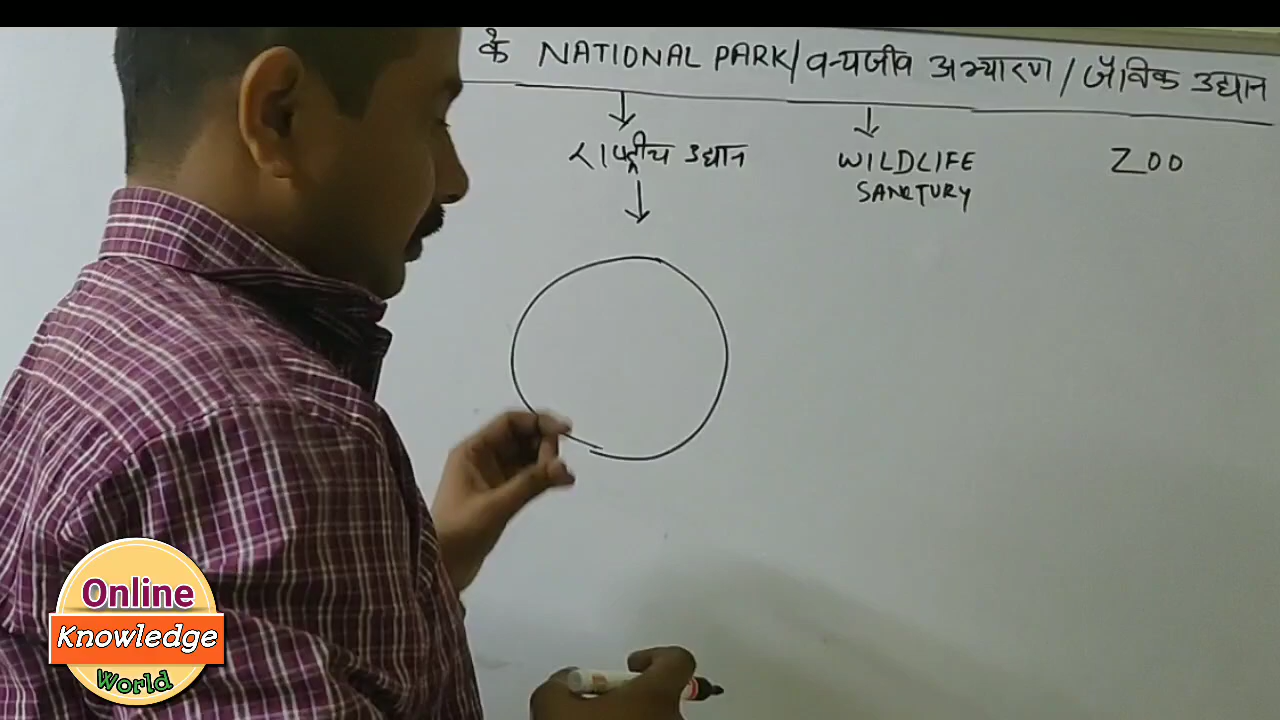 के NATIONAL PARK/वन्यजीव अभ्यारण/जैविक उद्यान
राष्ट्रीय उद्यान
WILDLIFE
SANCTURY
ZOO
Online
Knowledge
World